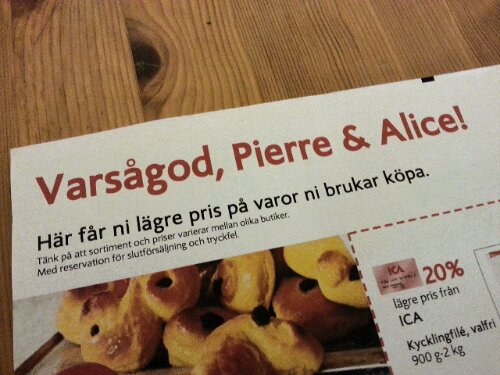 Varsågod, Pierre & Alice!
Här får ni lägre pris på varor ni brukar köpa.
Tänk på att sortiment och priser varierar mellan olika butiker.
Med reservation för slutförsäljning och tryckfel.
ICA
20%
lägre pris från
ICA
Kycklingfilé, valfri
900 g-2 kg